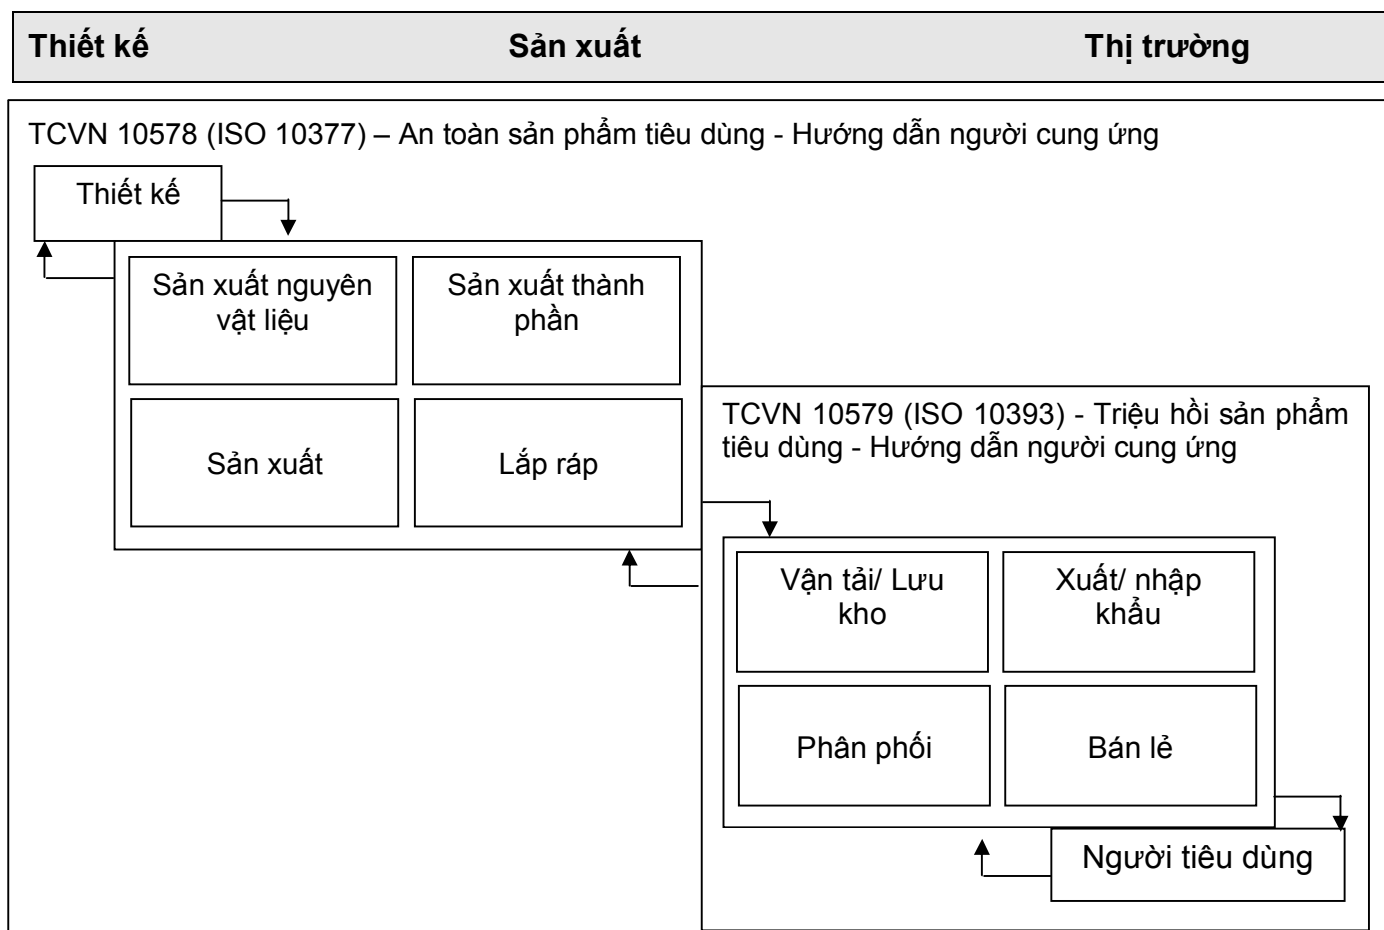 Thiết kế Sản xuất Thị trường
TCVN 10578 (ISO 10377) – An toàn sản phẩm tiêu dùng - Hướng dẫn người cung ứng
Thiết kế
Sản xuất nguyên
vật liệu
Sản xuất thành
phần
Sản xuất
Lắp ráp
TCVN 10579 (ISO 10393) - Triệu hồi sản phẩm
tiêu dùng - Hướng dẫn người cung ứng
Vận tải/ Lưu
kho
Xuất/ nhập
khẩu
Phân phối
Bán lẻ
Người tiêu dùng